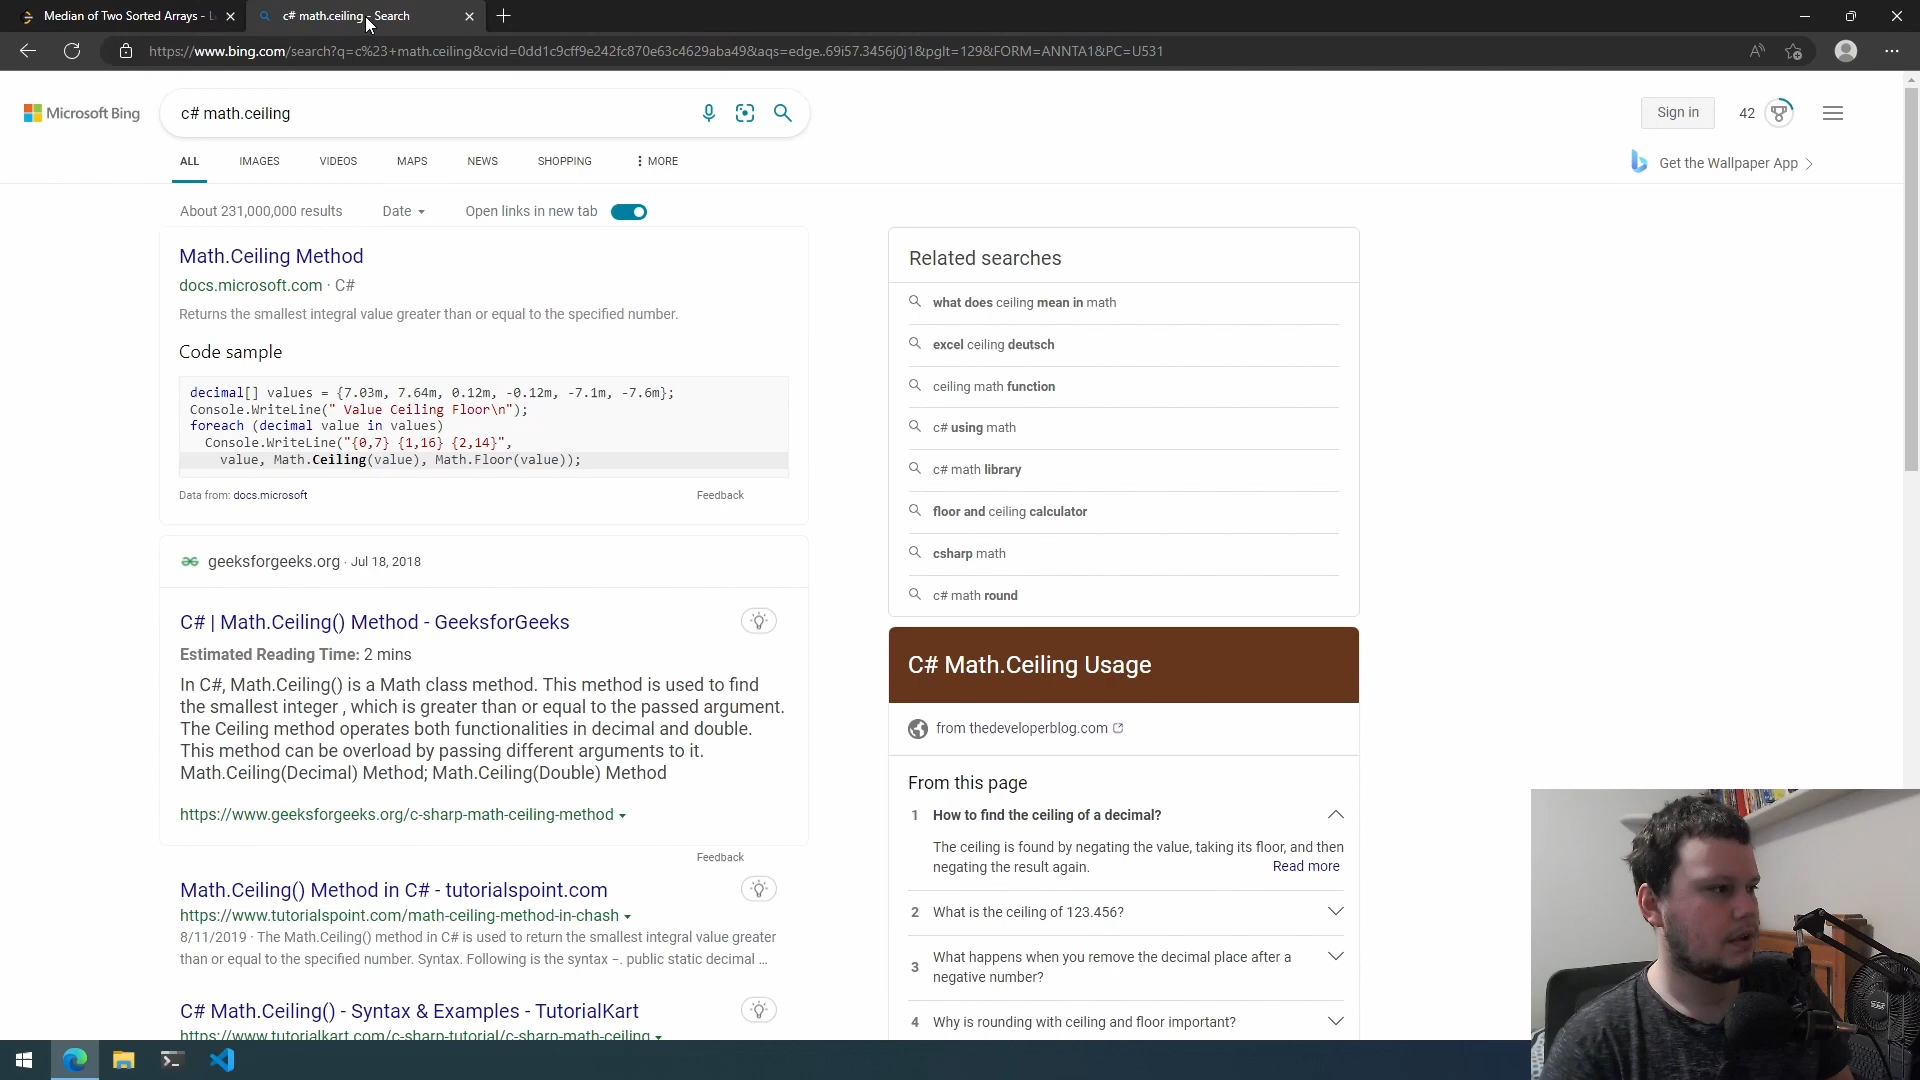 Median of Two Sorted Arrays - L
c# math.ceiling - Search
https://www.bing.com/search?q=c%23+math.ceiling&cvid=0dd1c9cff9e242fc870e63c4629aba49&aqs=edge..69i57.3456j0j1&pglt=129&FORM=ANNTA1&PC=U531
Microsoft Bing
c# math.ceiling
Sign in
42
ALL
IMAGES
VIDEOS
MAPS
NEWS
SHOPPING
MORE
Get the Wallpaper App
About 231,000,000 results
Date
Open links in new tab
Math.Ceiling Method
docs.microsoft.com · C#
Returns the smallest integral value greater than or equal to the specified number.
Code sample
decimal[] values = {7.03m, 7.64m, 0.12m, -0.12m, -7.1m, -7.6m};
Console.WriteLine(" Value Ceiling Floor\n");
foreach (decimal value in values)
Console.WriteLine("{0,7} {1,16} {2,14}",
value, Math.Ceiling(value), Math.Floor(value));
Data from: docs.microsoft
Feedback
geeksforgeeks.org · Jul 18, 2018
C# | Math.Ceiling() Method - GeeksforGeeks
Estimated Reading Time: 2 mins
In C#, Math.Ceiling() is a Math class method. This method is used to find
the smallest integer , which is greater than or equal to the passed argument.
The Ceiling method operates both functionalities in decimal and double.
This method can be overload by passing different arguments to it.
Math.Ceiling(Decimal) Method; Math.Ceiling(Double) Method
https://www.geeksforgeeks.org/c-sharp-math-ceiling-method
Feedback
Math.Ceiling() Method in C# - tutorialspoint.com
https://www.tutorialspoint.com/math-ceiling-method-in-chash
8/11/2019 · The Math.Ceiling() method in C# is used to return the smallest integral value greater
than or equal to the specified number. Syntax. Following is the syntax −. public static decimal ...
C# Math.Ceiling() - Syntax & Examples - TutorialKart
https://www.tutorialkart.com/c-sharp-tutorial/c-sharp-math-ceiling
Related searches
what does ceiling mean in math
excel ceiling deutsch
ceiling math function
c# using math
c# math library
floor and ceiling calculator
csharp math
c# math round
C# Math.Ceiling Usage
from thedeveloperblog.com
From this page
1 How to find the ceiling of a decimal?
The ceiling is found by negating the value, taking its floor, and then
negating the result again.
Read more
2 What is the ceiling of 123.456?
3 What happens when you remove the decimal place after a
negative number?
4 Why is rounding with ceiling and floor important?